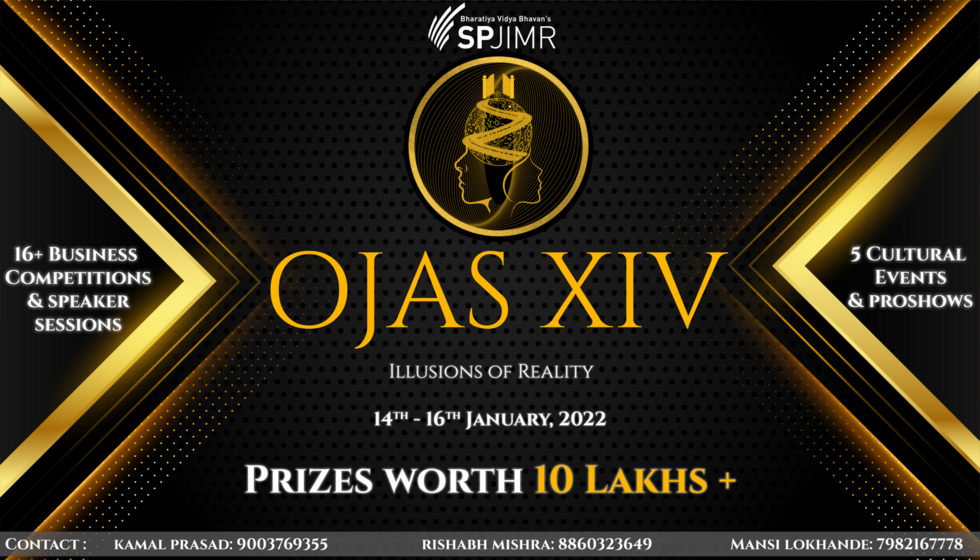 Bharatiya Vidya Bhavan's
SPJIMR
OJAS XIV
16+ Business
Competitions
& speaker
sessions
5 Cultural
Events
& proshows
Illusions of Reality
14th - 16th January, 2022
Prizes worth 10 Lakhs +
Contact : kamal prasad: 9003769355 rishabh mishra: 8860323649 Mansi lokhande: 7982167778